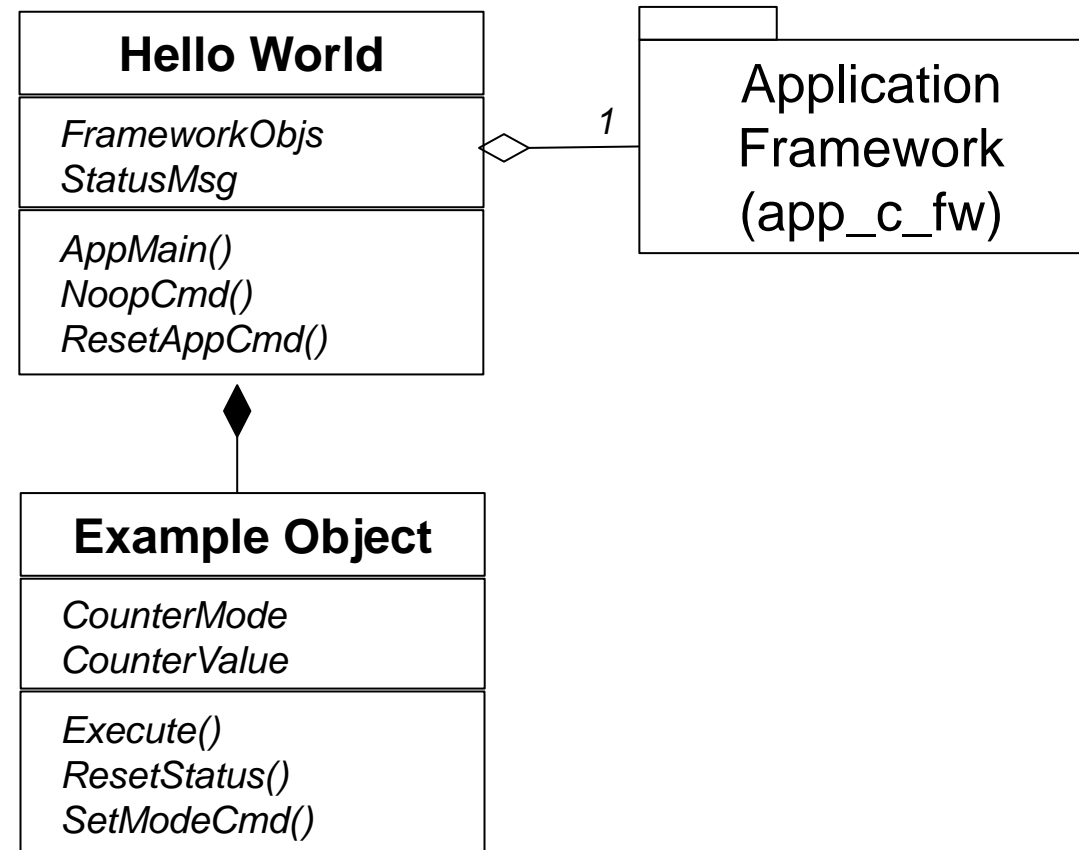 Hello World
FrameworkObjs
StatusMsg
AppMain()
NoopCmd()
ResetAppCmd()
1
Application
Framework
(app_c_fw)
Example Object
CounterMode
CounterValue
Execute()
ResetStatus()
SetModeCmd()